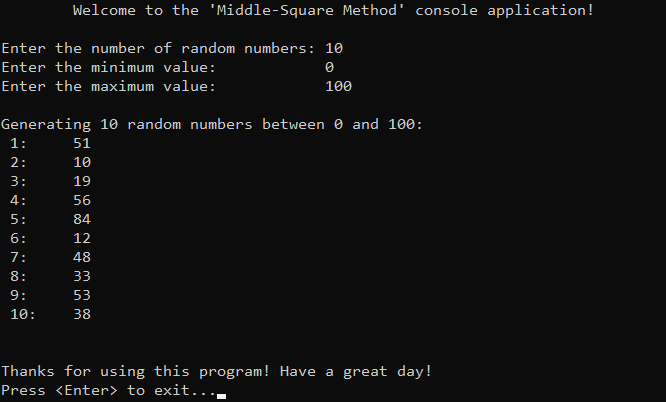 Welcome to the 'Middle-Square Method' console application!
Enter the number of random numbers: 10
Enter the minimum value: 0
Enter the maximum value: 100
Generating 10 random numbers between 0 and 100:
1: 51
2: 10
3: 19
4: 56
5: 84
6: 12
7: 48
8: 33
9: 53
10: 38
Thanks for using this program! Have a great day!
Press <Enter> to exit...